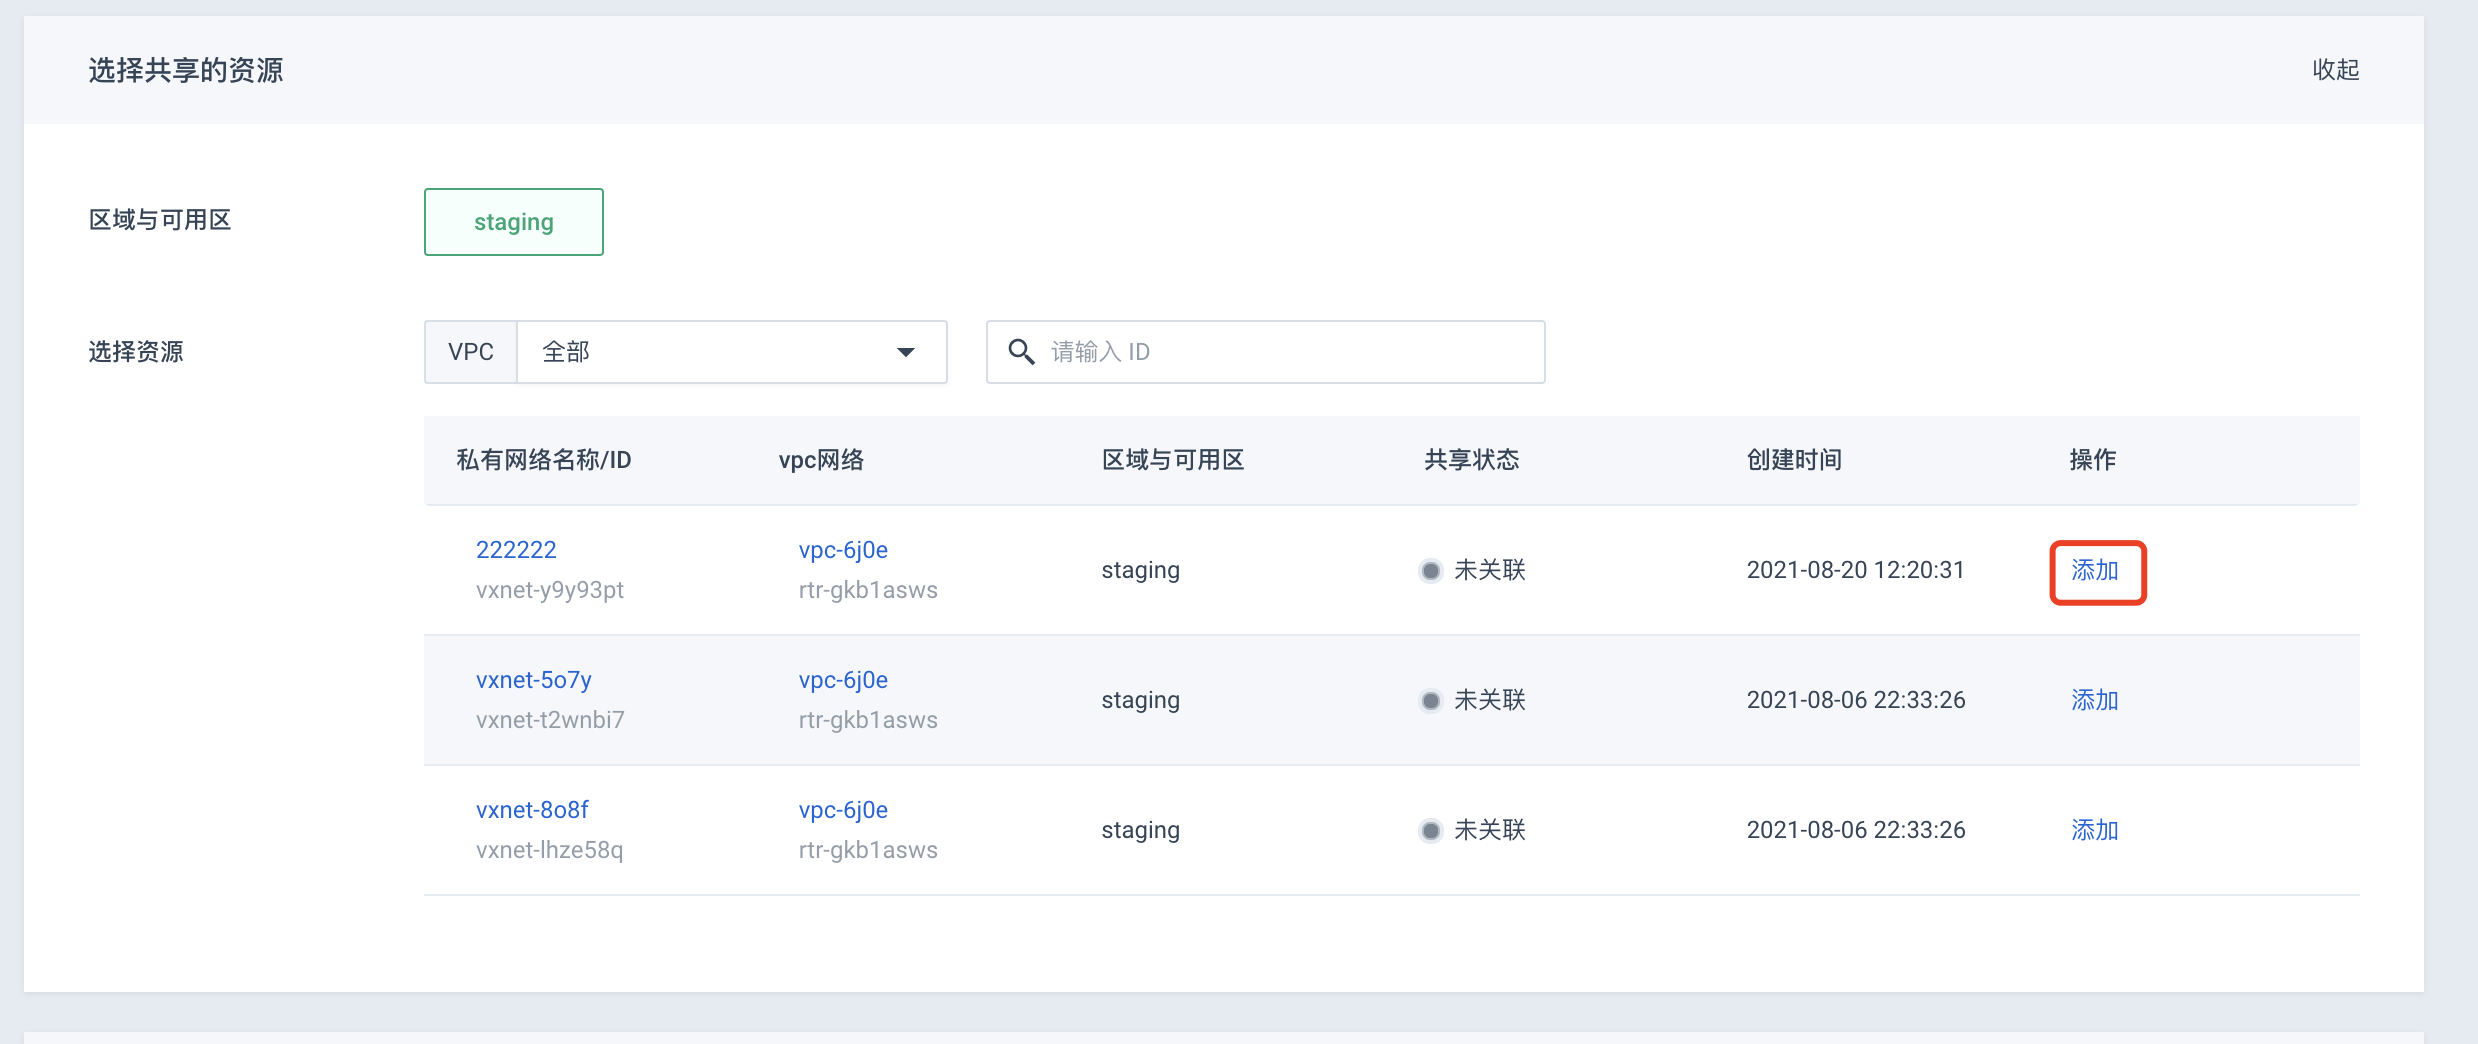 选择共享的资源 收起
区域与可用区 staging
选择资源 VPC 全部 请输入 ID
私有网络名称/ID vpc网络 区域与可用区 共享状态 创建时间 操作
222222 vpc-6j0e
vxnet-y9y93pt rtr-gkb1asws staging 未关联 2021-08-20 12:20:31 添加
vxnet-5o7y vpc-6j0e
vxnet-t2wnbi7 rtr-gkb1asws staging 未关联 2021-08-06 22:33:26 添加
vxnet-8o8f vpc-6j0e
vxnet-lhze58q rtr-gkb1asws staging 未关联 2021-08-06 22:33:26 添加